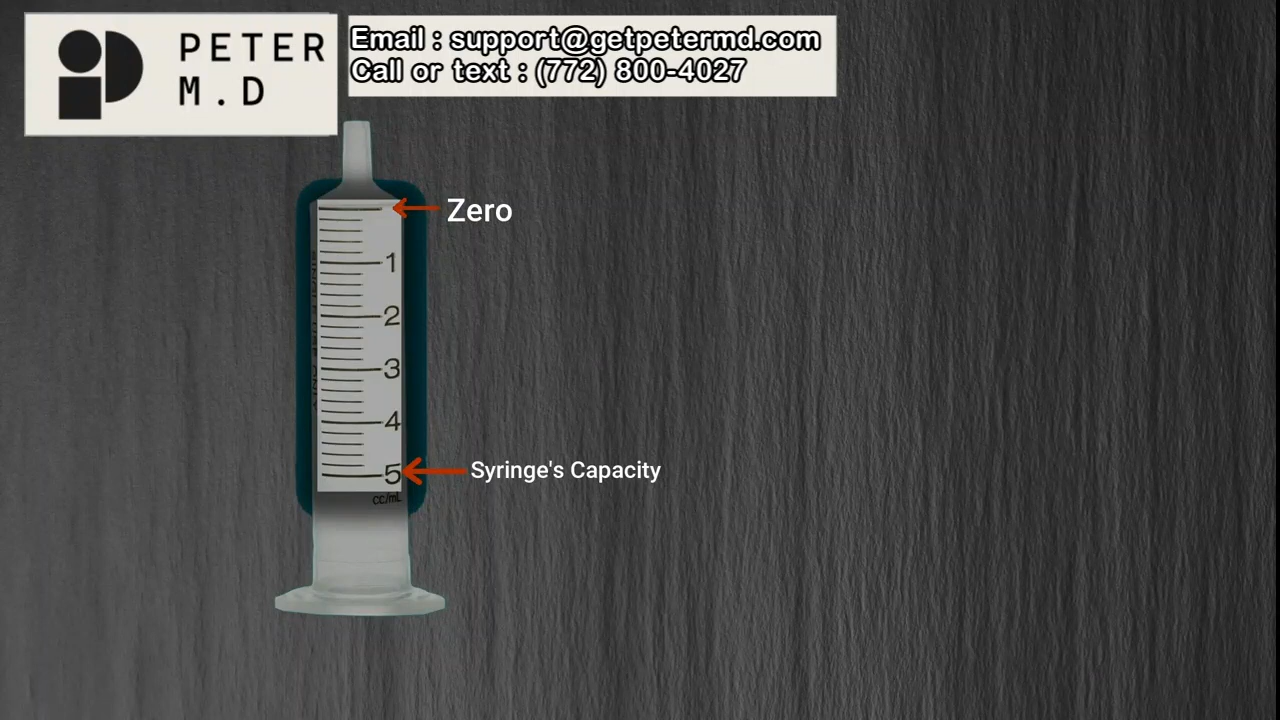 PETER
M.D
Email : support@getpetermd.com
Call or text : (772) 800-4027
Zero
1
2
3
4
5
Syringe's Capacity
cc/mL